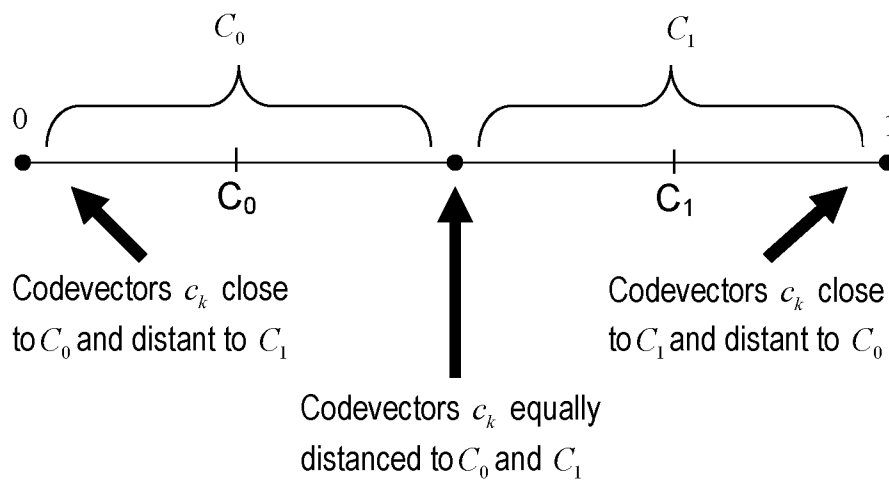 C₀ C₁
0 1
C₀ C₁
Codevectors cₖ close
to C₀ and distant to C₁
Codevectors cₖ close
to C₁ and distant to C₀
Codevectors cₖ equally
distanced to C₀ and C₁